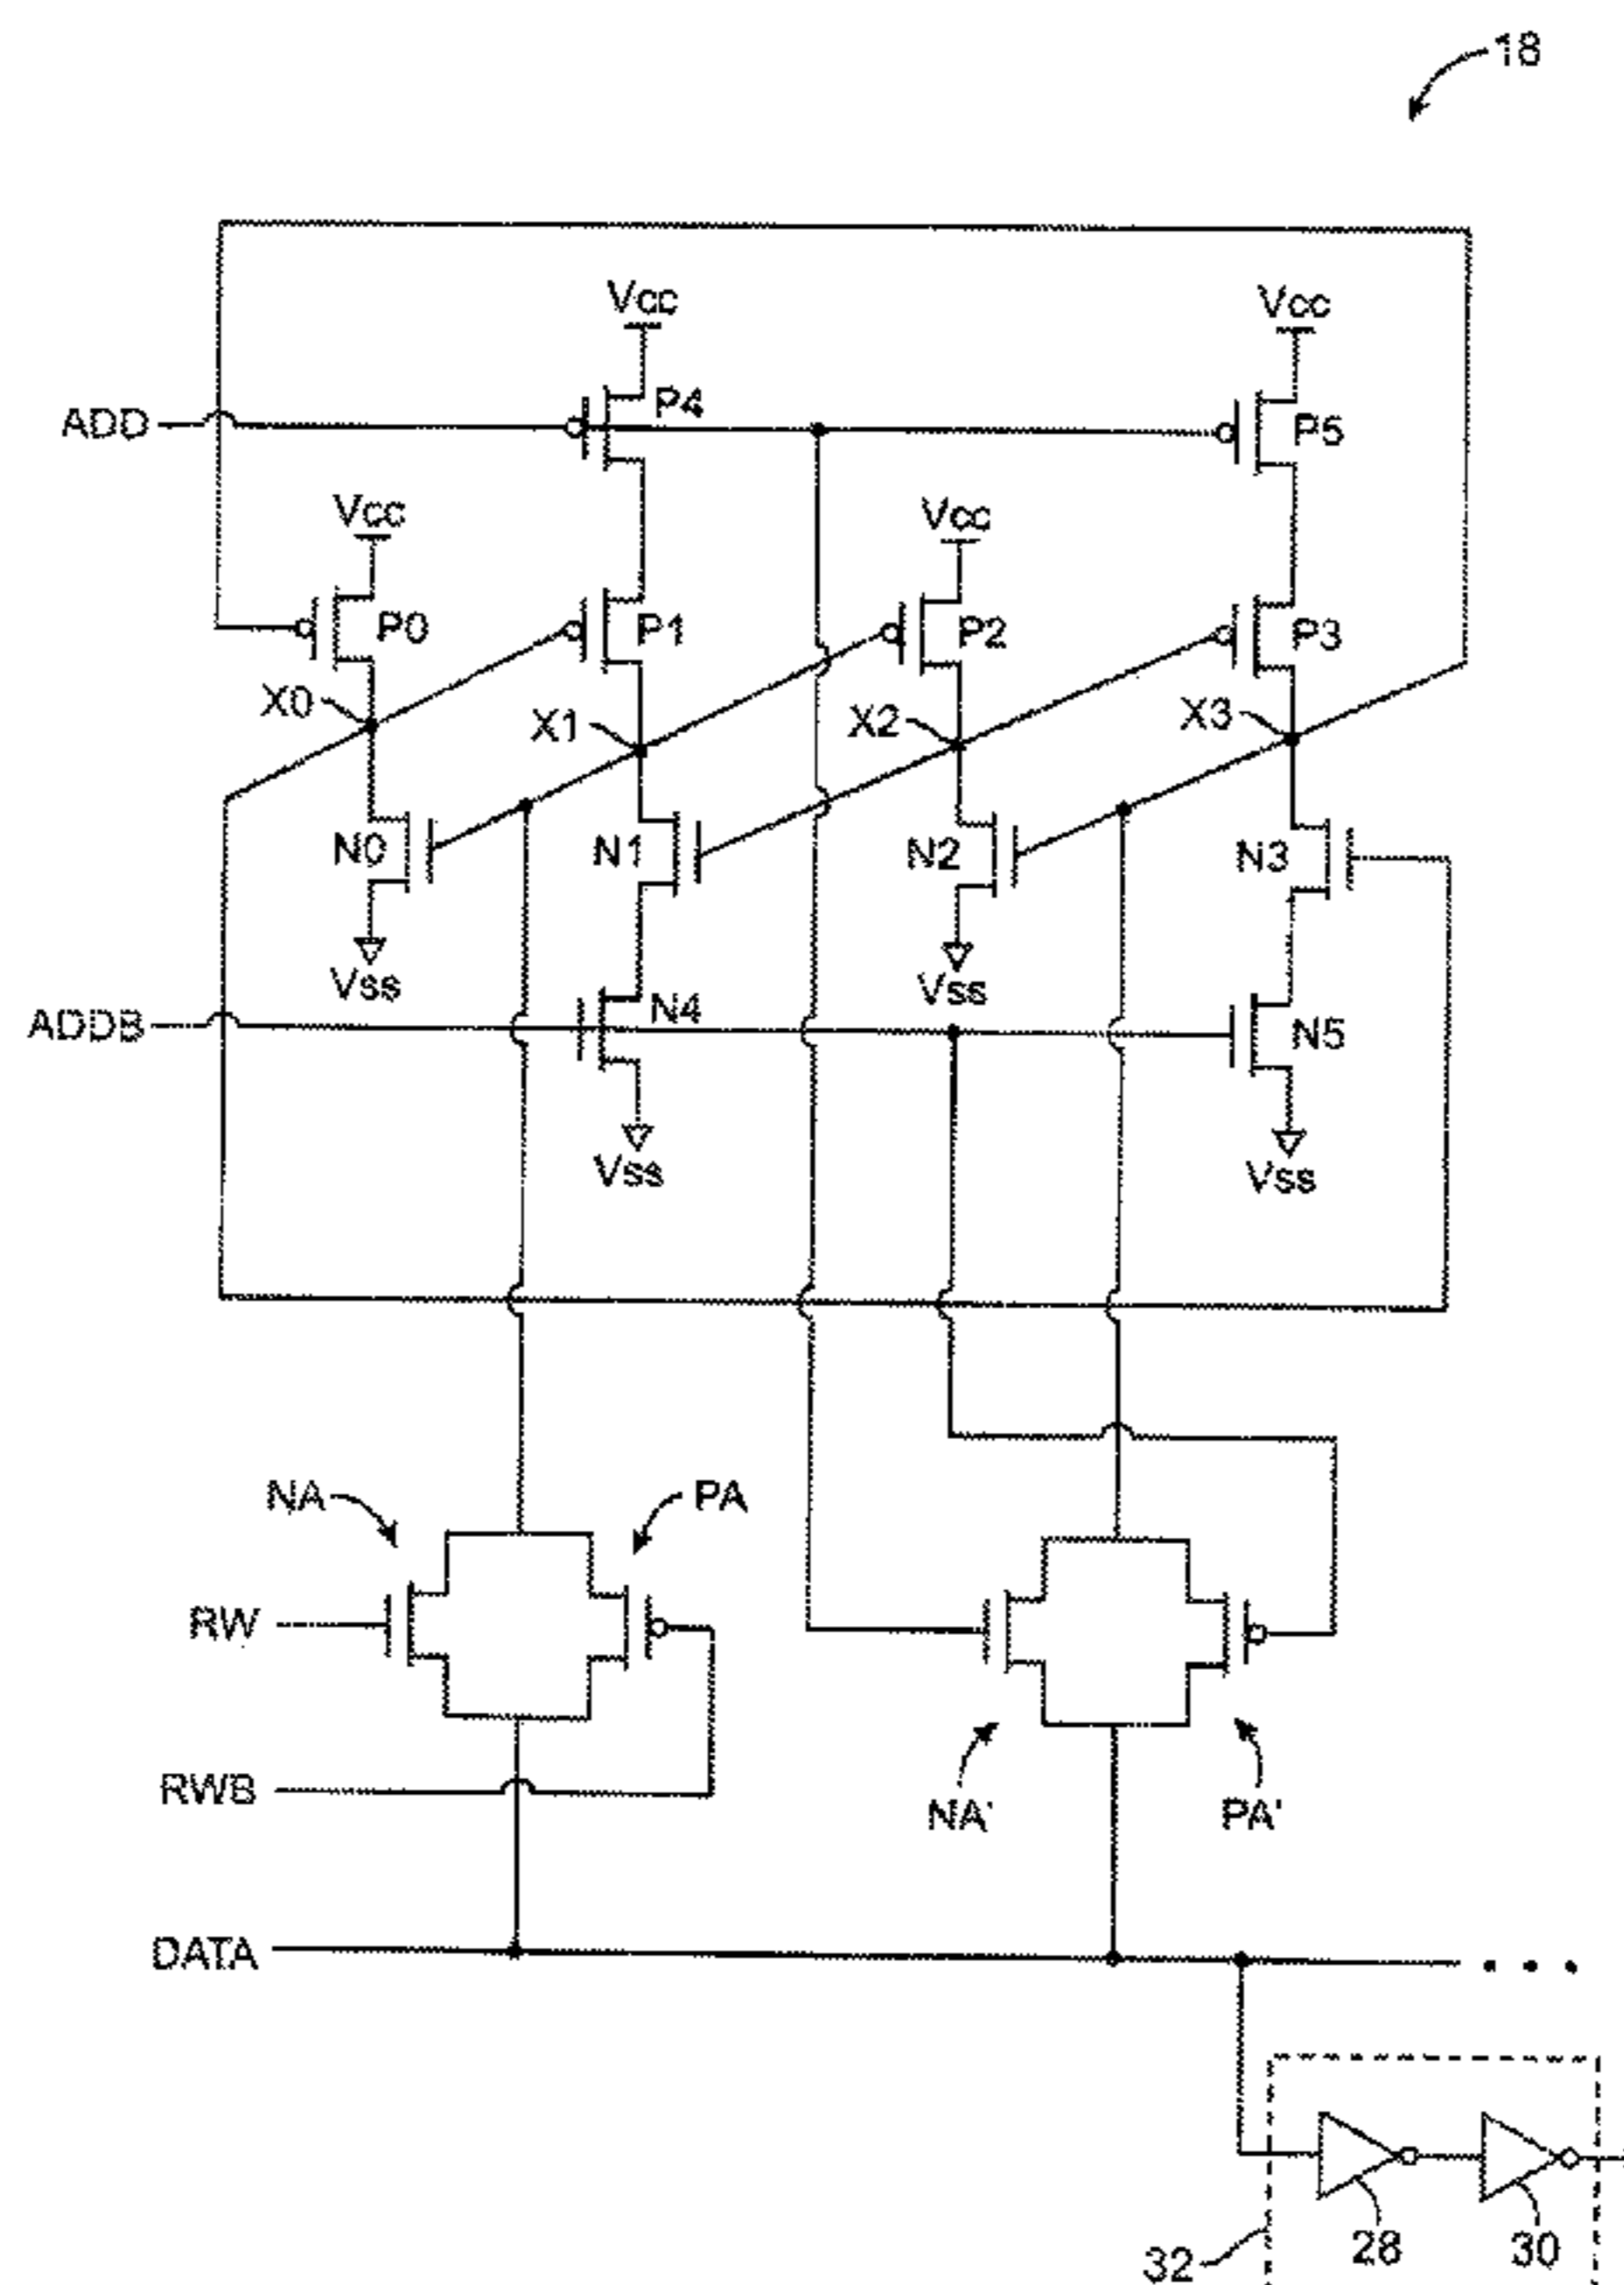 18
Vcc
Vcc
ADD
P4
P5
Vcc
Vcc
P0
P1
P2
P3
X0
X1
X2
X3
N0
N1
N2
N3
Vss
Vss
ADDB
N4
N5
Vss
Vss
NA
PA
RW
RWB
NA'
PA'
DATA
. . .
32
28
30